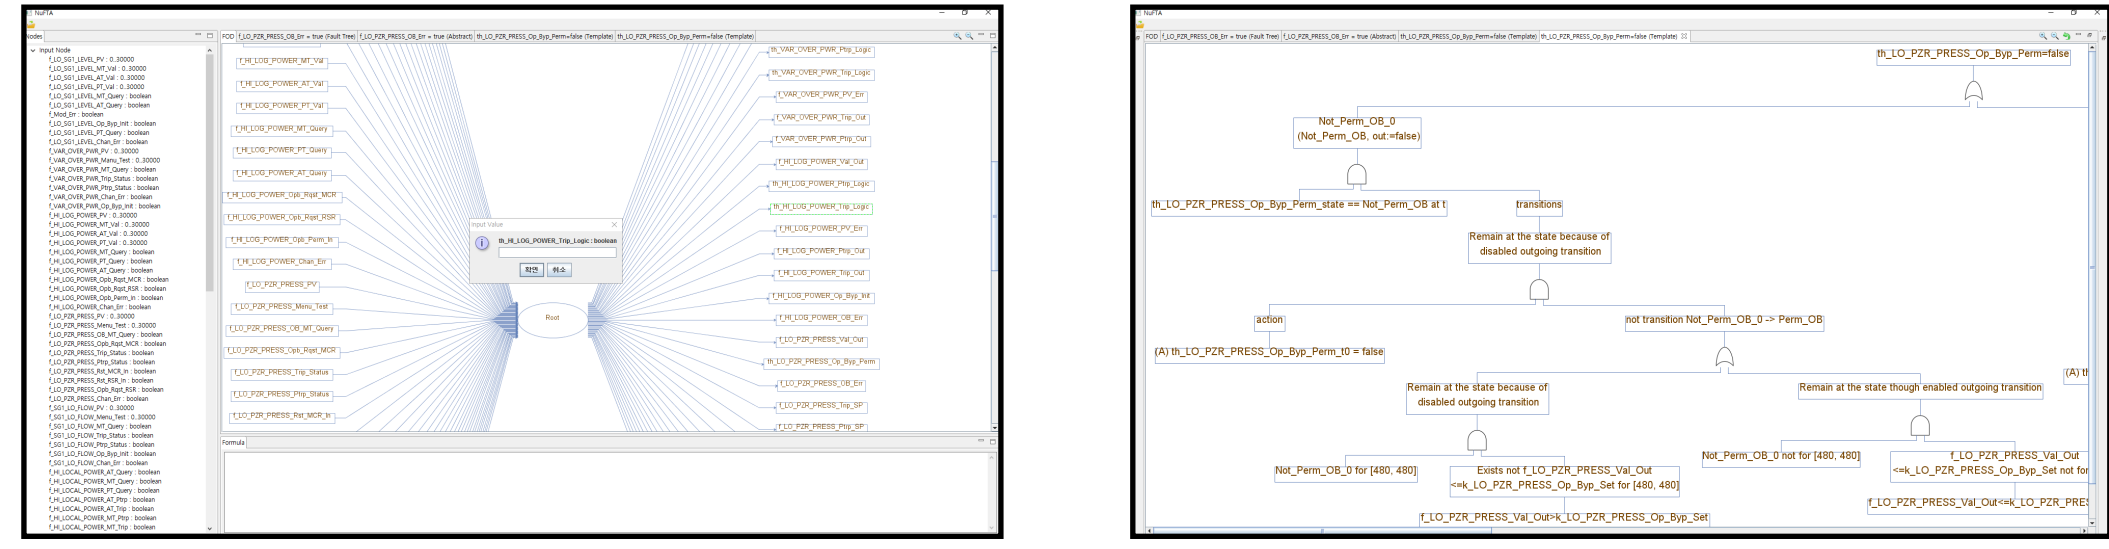 NuFTA
Nodes
Input Node
f_LO_SG1_LEVEL_PV : 0..30000
f_LO_SG1_LEVEL_MT_Val : 0..30000
f_LO_SG1_LEVEL_AT_Val : 0..30000
f_LO_SG1_LEVEL_PT_Val : 0..30000
f_LO_SG1_LEVEL_MT_Query : boolean
f_LO_SG1_LEVEL_AT_Query : boolean
f_Mod_Err : boolean
f_LO_SG1_LEVEL_Op_Byp_Init : boolean
f_LO_SG1_LEVEL_PT_Query : boolean
f_LO_SG1_LEVEL_Chan_Err : boolean
f_VAR_OVER_PWR_PV : 0..30000
f_VAR_OVER_PWR_Manu_Test : 0..30000
f_VAR_OVER_PWR_MT_Query : boolean
f_VAR_OVER_PWR_Trip_Status : boolean
f_VAR_OVER_PWR_Ptrp_Status : boolean
f_VAR_OVER_PWR_Chan_Err : boolean
f_VAR_OVER_PWR_Op_Byp_Init : boolean
f_HI_LOG_POWER_PV : 0..30000
f_HI_LOG_POWER_MT_Val : 0..30000
f_HI_LOG_POWER_AT_Val : 0..30000
f_HI_LOG_POWER_PT_Val : 0..30000
f_HI_LOG_POWER_MT_Query : boolean
f_HI_LOG_POWER_PT_Query : boolean
f_HI_LOG_POWER_AT_Query : boolean
f_HI_LOG_POWER_Opb_Rqst_MCR : boolean
f_HI_LOG_POWER_Opb_Rqst_RSR : boolean
f_HI_LOG_POWER_Opb_Perm_In : boolean
f_HI_LOG_POWER_Chan_Err : boolean
f_LO_PZR_PRESS_PV : 0..30000
f_LO_PZR_PRESS_Menu_Test : 0..30000
f_LO_PZR_PRESS_OB_MT_Query : boolean
f_LO_PZR_PRESS_Opb_Rqst_MCR : boolean
f_LO_PZR_PRESS_Trip_Status : boolean
f_LO_PZR_PRESS_Ptrp_Status : boolean
f_LO_PZR_PRESS_Rst_MCR_In : boolean
f_LO_PZR_PRESS_Rst_RSR_In : boolean
f_LO_PZR_PRESS_Opb_Rqst_RSR : boolean
f_LO_PZR_PRESS_Chan_Err : boolean
f_SG1_LO_FLOW_PV : 0..30000
f_SG1_LO_FLOW_Menu_Test : 0..30000
f_SG1_LO_FLOW_MT_Query : boolean
f_SG1_LO_FLOW_Trip_Status : boolean
f_SG1_LO_FLOW_Ptrp_Status : boolean
f_SG1_LO_FLOW_Op_Byp_Init : boolean
f_SG1_LO_FLOW_Chan_Err : boolean
f_HI_LOCAL_POWER_AT_Query : boolean
f_HI_LOCAL_POWER_MT_Query : boolean
f_HI_LOCAL_POWER_PT_Query : boolean
f_HI_LOCAL_POWER_AT_Ptrp : boolean
f_HI_LOCAL_POWER_AT_Trip : boolean
f_HI_LOCAL_POWER_MT_Ptrp : boolean
f_HI_LOCAL_POWER_MT_Trip : boolean
FOD f_LO_PZR_PRESS_OB_Err = true (Fault Tree) f_LO_PZR_PRESS_OB_Err = true (Abstract) th_LO_PZR_PRESS_Op_Byp_Perm=false (Template) th_LO_PZR_PRESS_Op_Byp_Perm=false (Template)
f_HI_LOG_POWER_MT_Val
f_HI_LOG_POWER_AT_Val
f_HI_LOG_POWER_PT_Val
f_HI_LOG_POWER_MT_Query
f_HI_LOG_POWER_PT_Query
f_HI_LOG_POWER_AT_Query
f_HI_LOG_POWER_Opb_Rqst_MCR
f_HI_LOG_POWER_Opb_Rqst_RSR
f_HI_LOG_POWER_Opb_Perm_In
f_HI_LOG_POWER_Chan_Err
f_LO_PZR_PRESS_PV
f_LO_PZR_PRESS_Menu_Test
f_LO_PZR_PRESS_OB_MT_Query
f_LO_PZR_PRESS_Opb_Rqst_MCR
f_LO_PZR_PRESS_Trip_Status
f_LO_PZR_PRESS_Ptrp_Status
f_LO_PZR_PRESS_Rst_MCR_In
Input Value
th_HI_LOG_POWER_Trip_Logic : boolean
확인 취소
Root
th_VAR_OVER_PWR_Ptrp_Logic
th_VAR_OVER_PWR_Trip_Logic
f_VAR_OVER_PWR_PV_Err
f_VAR_OVER_PWR_Trip_Out
f_VAR_OVER_PWR_Ptrp_Out
f_HI_LOG_POWER_Val_Out
th_HI_LOG_POWER_Ptrp_Logic
th_HI_LOG_POWER_Trip_Logic
f_HI_LOG_POWER_PV_Err
f_HI_LOG_POWER_Ptrp_Out
f_HI_LOG_POWER_Trip_Out
f_HI_LOG_POWER_Op_Byp_Init
f_HI_LOG_POWER_OB_Err
f_LO_PZR_PRESS_Val_Out
th_LO_PZR_PRESS_Op_Byp_Perm
f_LO_PZR_PRESS_OB_Err
f_LO_PZR_PRESS_Trip_SP
f_LO_PZR_PRESS_Ptrp_SP
Formula
NuFTA
FOD f_LO_PZR_PRESS_OB_Err = true (Fault Tree) f_LO_PZR_PRESS_OB_Err = true (Abstract) th_LO_PZR_PRESS_Op_Byp_Perm=false (Template) th_LO_PZR_PRESS_Op_Byp_Perm=false (Template)
th_LO_PZR_PRESS_Op_Byp_Perm=false
Not_Perm_OB_0
(Not_Perm_OB, out:=false)
th_LO_PZR_PRESS_Op_Byp_Perm_state == Not_Perm_OB at t
transitions
Remain at the state because of
disabled outgoing transition
action
not transition Not_Perm_OB_0 -> Perm_OB
(A) th_LO_PZR_PRESS_Op_Byp_Perm_t0 = false
(A) th
Remain at the state because of
disabled outgoing transition
Remain at the state though enabled outgoing transition
Not_Perm_OB_0 for [480, 480]
Exists not f_LO_PZR_PRESS_Val_Out
<=k_LO_PZR_PRESS_Op_Byp_Set for [480, 480]
Not_Perm_OB_0 not for [480, 480]
f_LO_PZR_PRESS_Val_Out
<=k_LO_PZR_PRESS_Op_Byp_Set not for
f_LO_PZR_PRESS_Val_Out>k_LO_PZR_PRESS_Op_Byp_Set
f_LO_PZR_PRESS_Val_Out<=k_LO_PZR_PRES